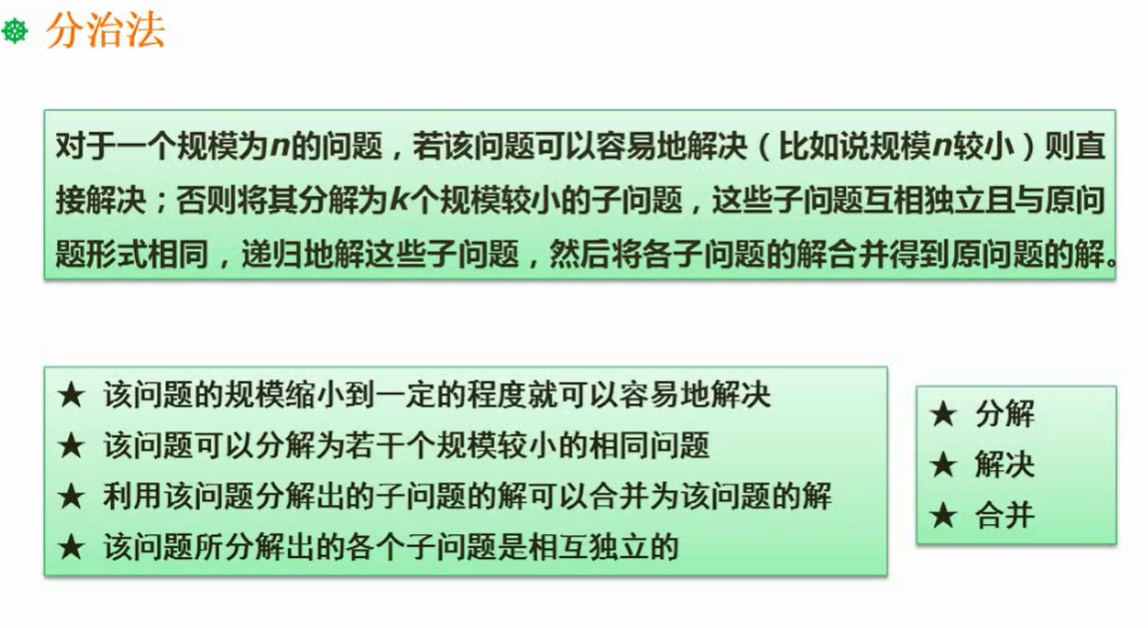 分治法
对于一个规模为n的问题，若该问题可以容易地解决（比如说规模n较小）则直
接解决；否则将其分解为k个规模较小的子问题，这些子问题互相独立且与原问
题形式相同，递归地解这些子问题，然后将各子问题的解合并得到原问题的解。
★ 该问题的规模缩小到一定的程度就可以容易地解决
★ 该问题可以分解为若干个规模较小的相同问题
★ 利用该问题分解出的子问题的解可以合并为该问题的解
★ 该问题所分解出的各个子问题是相互独立的
★ 分解
★ 解决
★ 合并